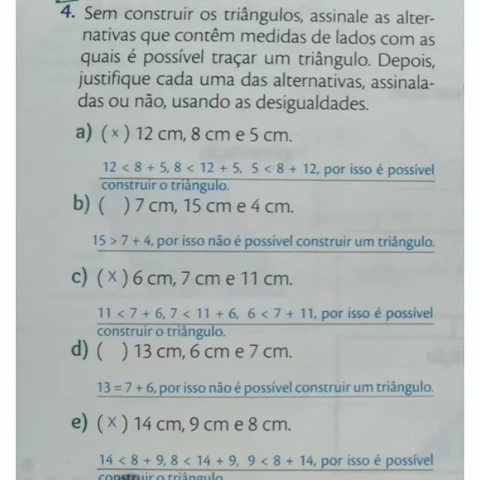 4. Sem construir os triângulos, assinale as alter-
nativas que contêm medidas de lados com as
quais é possível traçar um triângulo. Depois,
justifique cada uma das alternativas, assinala-
das ou não, usando as desigualdades.
a) (x) 12 cm, 8 cm e 5 cm.
12 < 8 + 5, 8 < 12 + 5, 5 < 8 + 12, por isso é possível
construir o triângulo.
b) ( ) 7 cm, 15 cm e 4 cm.
15 > 7 + 4, por isso não é possível construir um triângulo.
c) (x) 6 cm, 7 cm e 11 cm.
11 < 7 + 6, 7 < 11 + 6, 6 < 7 + 11, por isso é possível
construir o triângulo.
d) ( ) 13 cm, 6 cm e 7 cm.
13 = 7 + 6, por isso não é possível construir um triângulo.
e) (x) 14 cm, 9 cm e 8 cm.
14 < 8 + 9, 8 < 14 + 9, 9 < 8 + 14, por isso é possível
construir o triângulo